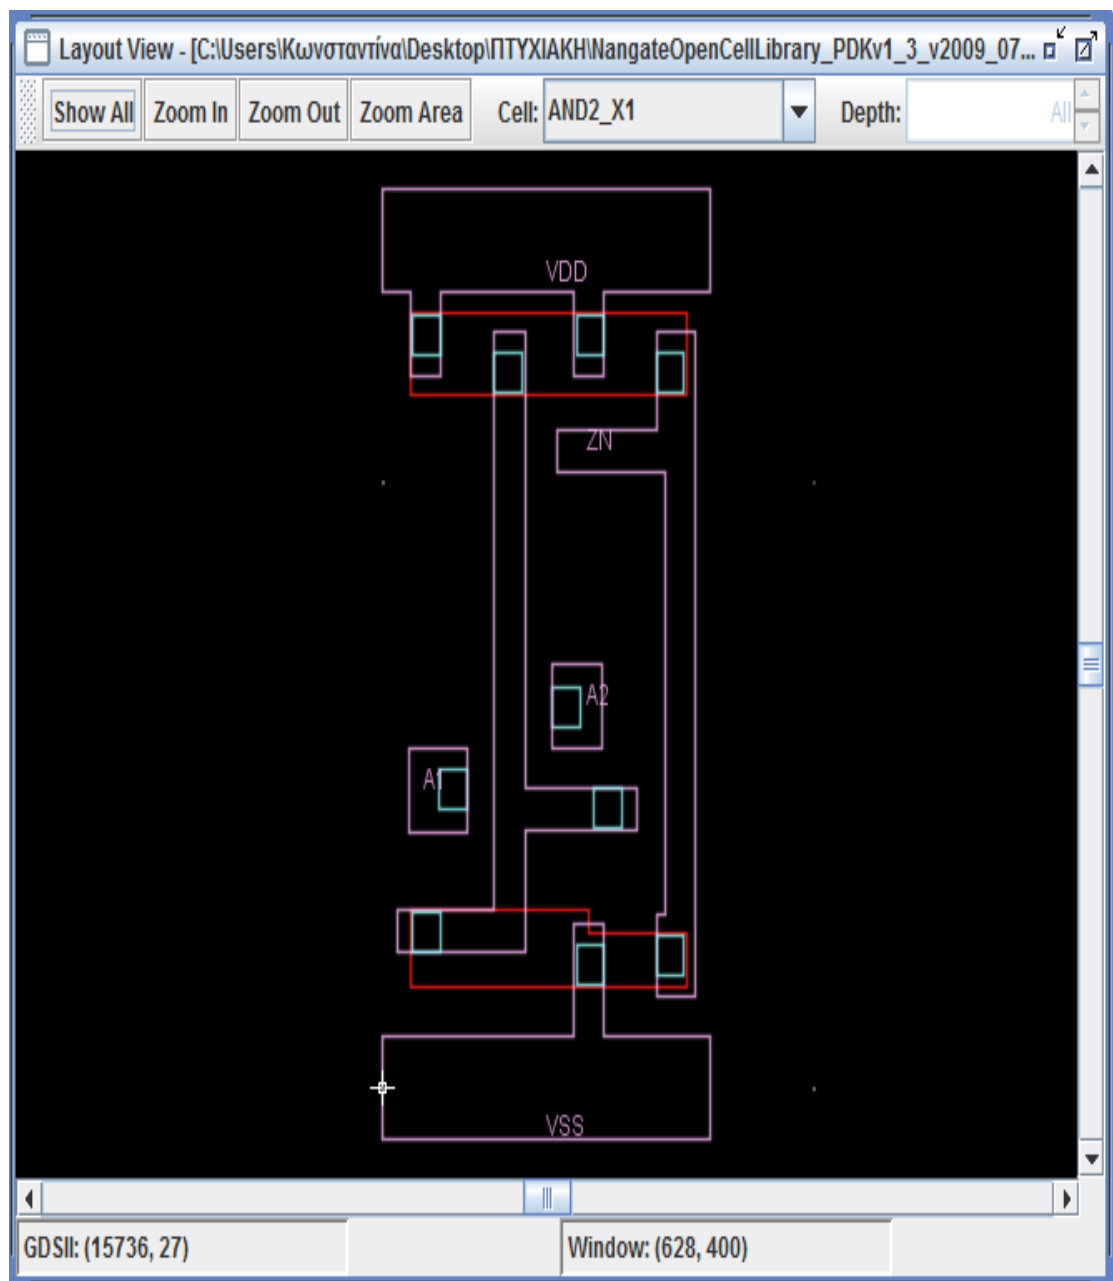 Layout View - [C:\Users\Κωνσταντίνα\Desktop\ΠΤΥΧΙΑΚΗ\NangateOpenCellLibrary_PDKv1_3_v2009_07...
Show All Zoom In Zoom Out Zoom Area Cell: AND2_X1 Depth: All
VDD
ZN
A2
A1
VSS
GDSII: (15736, 27) Window: (628, 400)